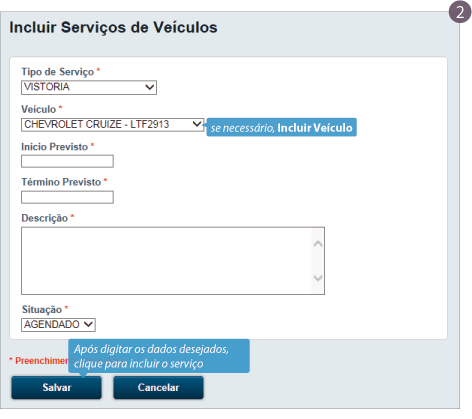 2
Incluir Serviços de Veículos
Tipo de Serviço *
VISTORIA
Veículo *
CHEVROLET CRUIZE - LTF2913
se necessário, Incluir Veículo
Início Previsto *
Término Previsto *
Descrição *
Situação *
AGENDADO
Após digitar os dados desejados,
clique para incluir o serviço
* Preenchime
Salvar
Cancelar